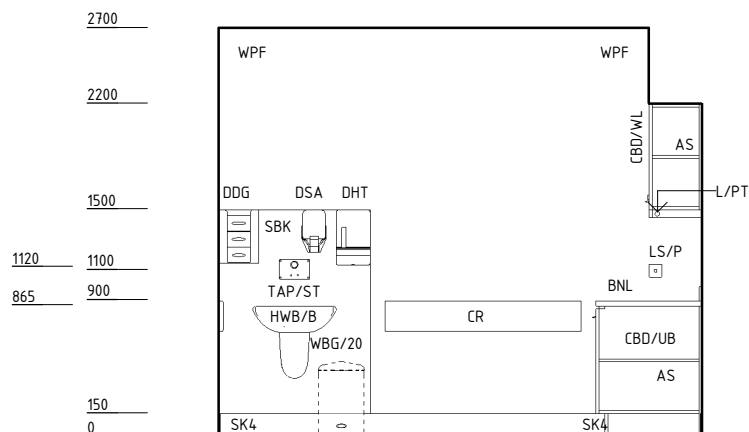 2700
WPF
WPF
2200
CBD/WL
AS
DDG
DSA
DHT
L/PT
1500
SBK
LS/P
1120
1100
TAP/ST
BNL
865
900
HWB/B
CR
WBG/20
CBD/UB
AS
150
0
SK4
SK4